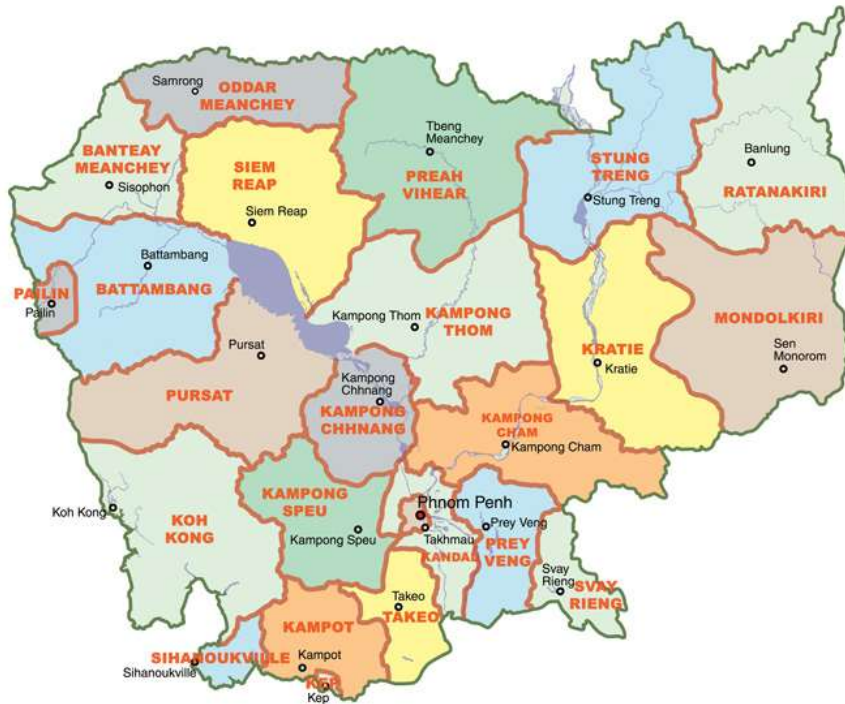 Samrong
ODDAR
MEANCHEY
Tbeng
Meanchey
PREAH
VIHEAR
STUNG
TRENG
Stung Treng
Banlung
RATANAKIRI
BANTEAY
MEANCHEY
Sisophon
SIEM
REAP
Siem Reap
Battambang
BATTAMBANG
PAILIN
Pailin
Kampong Thom
KAMPONG
THOM
KRATIE
Kratie
MONDOLKIRI
Sen
Monorom
Pursat
PURSAT
Kampong
Chhnang
KAMPONG
CHHNANG
KAMPONG
CHAM
Kampong Cham
Koh Kong
KOH
KONG
KAMPONG
SPEU
Kampong Speu
Phnom Penh
Takhmau
KANDAL
Prey Veng
PREY
VENG
Svay
Rieng
SVAY
RIENG
Takeo
TAKEO
KAMPOT
Kampot
SIHANOUKVILLE
Sihanoukville
KEP
Kep